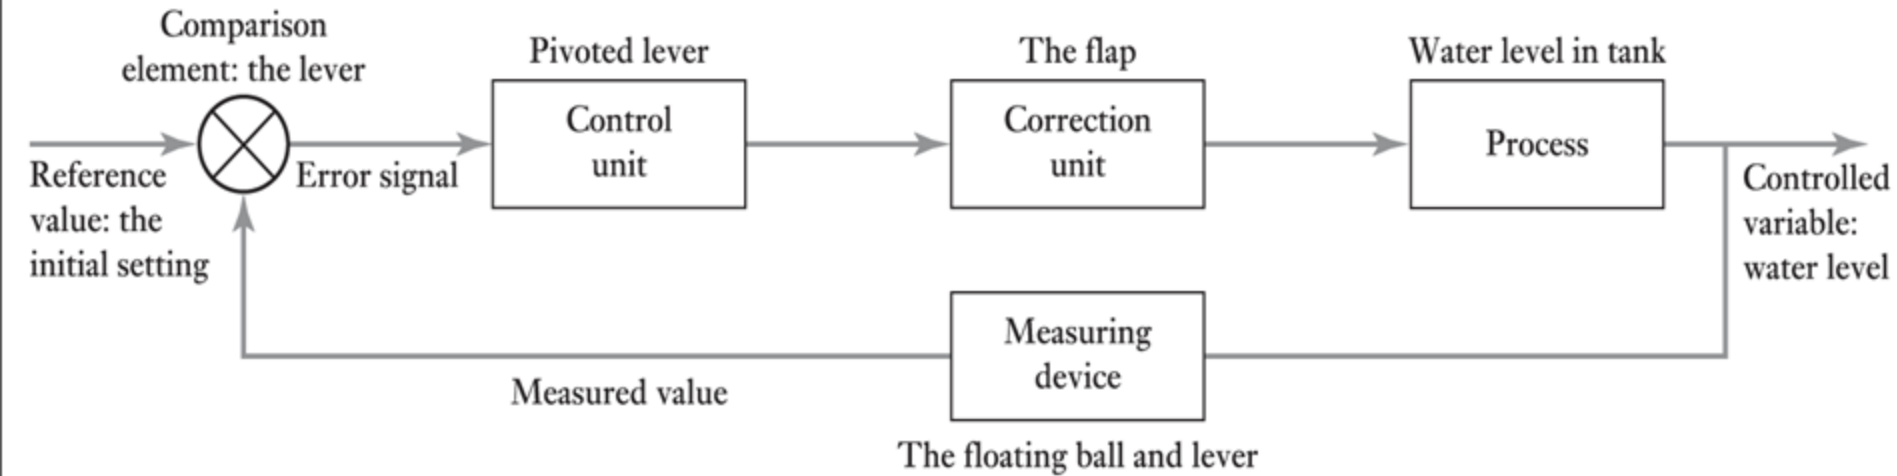 Comparison
element: the lever
Pivoted lever
The flap
Water level in tank
Control
unit
Correction
unit
Process
Reference
value: the
initial setting
Error signal
Controlled
variable:
water level
Measuring
device
Measured value
The floating ball and lever